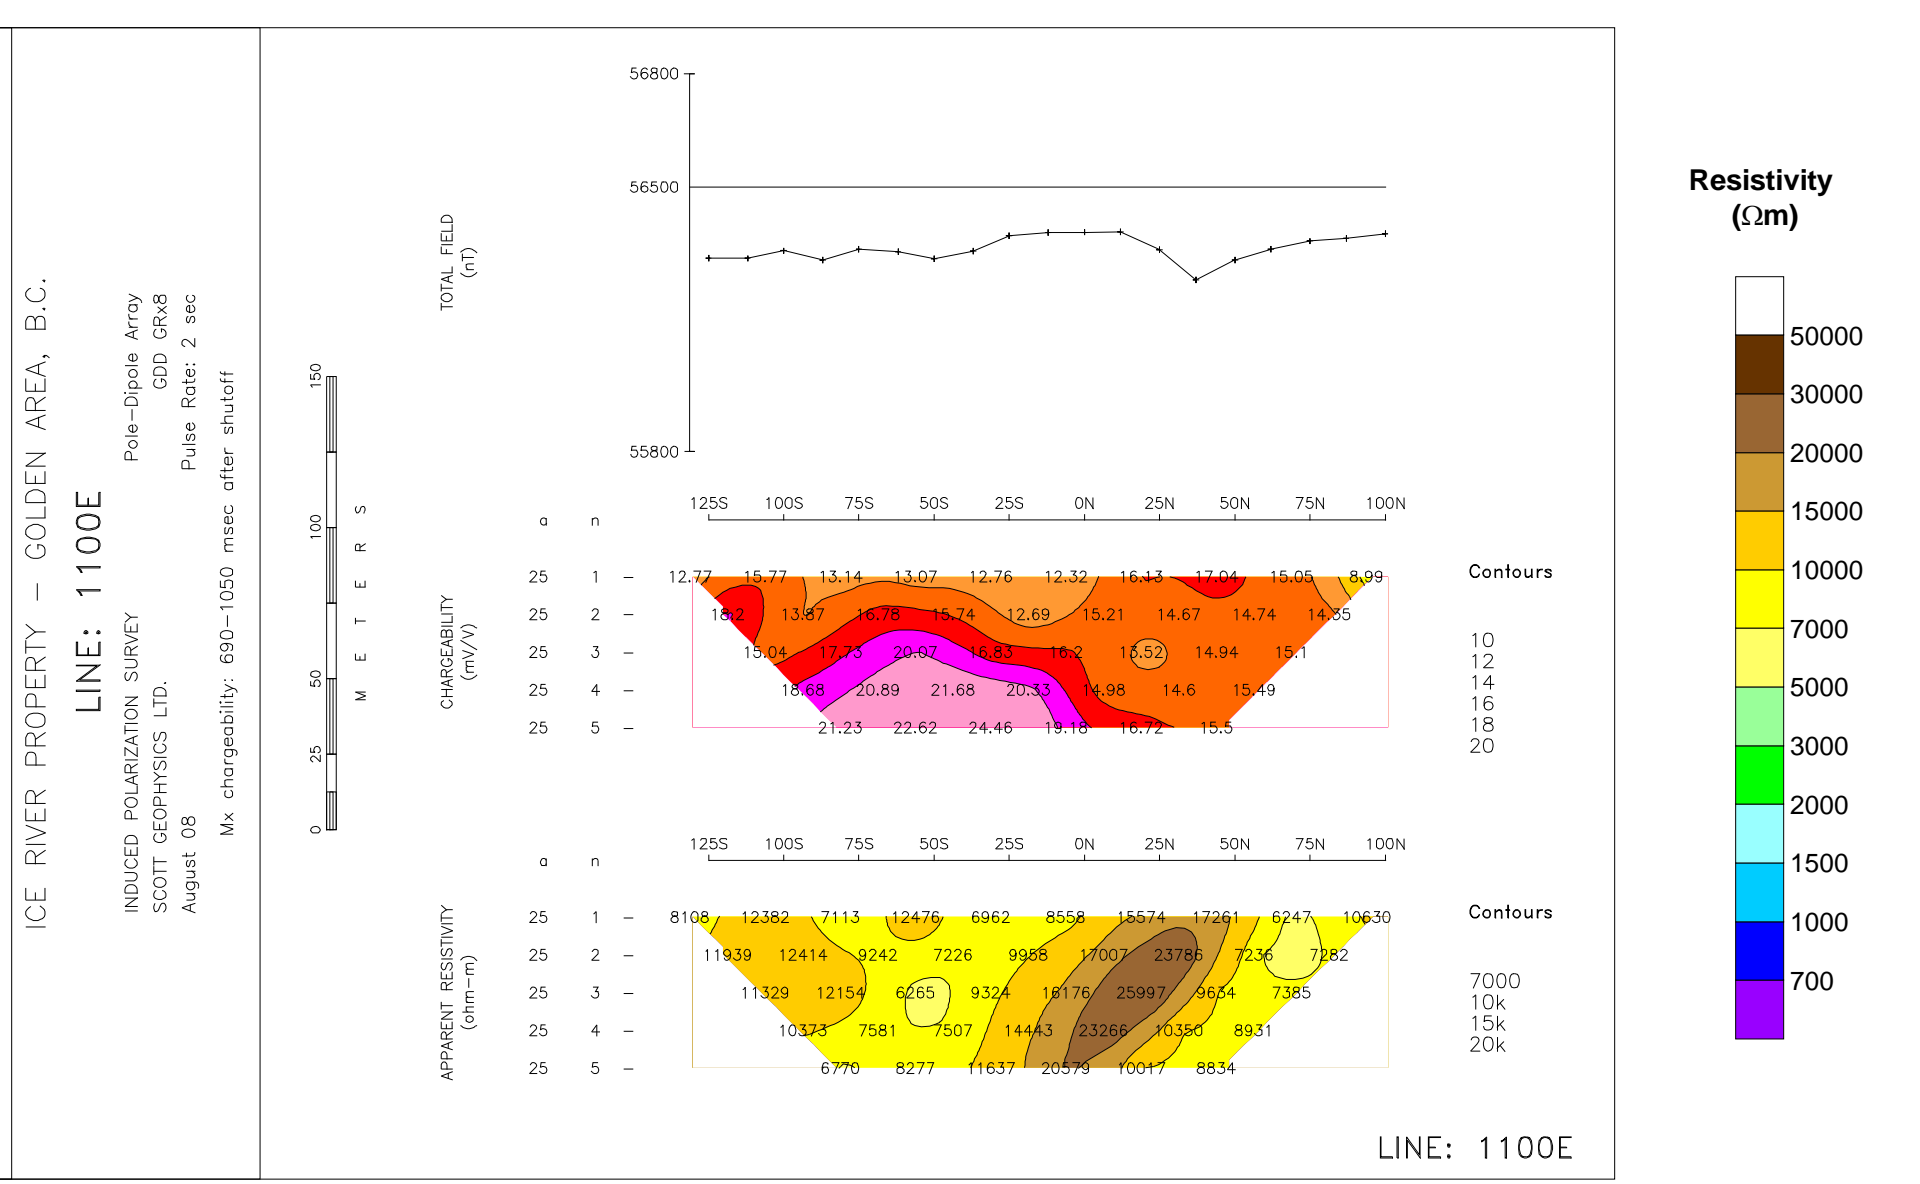 ICE RIVER PROPERTY – GOLDEN AREA, B.C.
LINE: 1100E
INDUCED POLARIZATION SURVEY Pole-Dipole Array
SCOTT GEOPHYSICS LTD. GDD GRx8
August 08 Pulse Rate: 2 sec
Mx chargeability: 690-1050 msec after shutoff
0 25 50 100 150
METERS
TOTAL FIELD
(nT)
56800
56500
55800
125S 100S 75S 50S 25S 0N 25N 50N 75N 100N
a n
CHARGEABILITY
(mV/V)
25 1 – 12.77 15.77 13.14 13.07 12.76 12.32 16.13 17.04 15.05 8.99
25 2 – 18.2 13.87 16.78 15.74 12.69 15.21 14.67 14.74 14.35
25 3 – 15.04 17.73 20.07 16.83 16.2 13.52 14.94 15.1
25 4 – 18.68 20.89 21.68 20.33 14.98 14.6 15.49
25 5 – 21.23 22.62 24.46 19.18 16.72 15.5
Contours
10
12
14
16
18
20
125S 100S 75S 50S 25S 0N 25N 50N 75N 100N
a n
APPARENT RESISTIVITY
(ohm-m)
25 1 – 8108 12382 7113 12476 6962 8558 15574 17261 6247 10630
25 2 – 11939 12414 9242 7226 9958 17007 23786 7236 7282
25 3 – 11329 12154 6265 9324 16176 25997 9634 7385
25 4 – 10373 7581 7507 14443 23266 10350 8931
25 5 – 6770 8277 11637 20579 10017 8834
Contours
7000
10k
15k
20k
LINE: 1100E
Resistivity
(Ωm)
50000
30000
20000
15000
10000
7000
5000
3000
2000
1500
1000
700